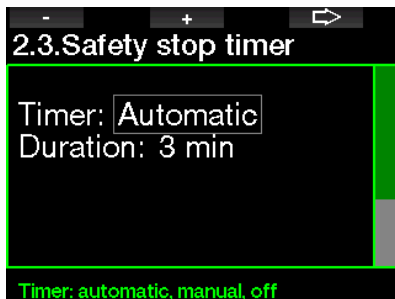 - +
2.3.Safety stop timer
Timer: Automatic
Duration: 3 min
Timer: automatic, manual, off